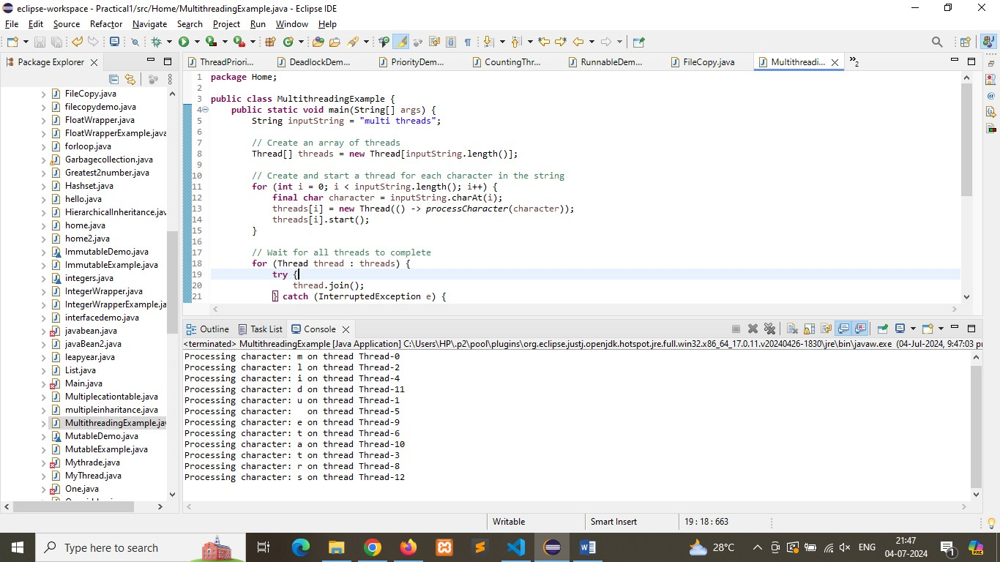 eclipse-workspace - Practical1/src/Home/MultithreadingExample.java - Eclipse IDE
File Edit Source Refactor Navigate Search Project Run Window Help
Package Explorer
ThreadPriori... DeadlockDem... PriorityDem... CountingThr... RunnableDem... FileCopy.java Multithreadi... »2
FileCopy.java
filecopydemo.java
FloatWrapper.java
FloatWrapperExample.java
forloop.java
Garbagecollection.java
Greatest2number.java
Hashset.java
hello.java
HierarchicalInheritance.jav
home.java
home2.java
ImmutableDemo.java
ImmutableExample.java
integers.java
IntegerWrapper.java
IntegerWrapperExample.ja
interfacedemo.java
javabean.java
javaBean2.java
leapyear.java
List.java
Main.java
Multiplecationtable.java
multipleinharitance.java
MultithreadingExample.jav
MutableDemo.java
MutableExample.java
Mythrade.java
MyThread.java
One.java
1 package Home;
2
3 public class MultithreadingExample {
4 public static void main(String[] args) {
5 String inputString = "multi threads";
6
7 // Create an array of threads
8 Thread[] threads = new Thread[inputString.length()];
9
10 // Create and start a thread for each character in the string
11 for (int i = 0; i < inputString.length(); i++) {
12 final char character = inputString.charAt(i);
13 threads[i] = new Thread(() -> processCharacter(character));
14 threads[i].start();
15 }
16
17 // Wait for all threads to complete
18 for (Thread thread : threads) {
19 try {
20 thread.join();
21 } catch (InterruptedException e) {
Outline Task List Console
<terminated> MultithreadingExample [Java Application] C:\Users\HP\.p2\pool\plugins\org.eclipse.justj.openjdk.hotspot.jre.full.win32.x86_64_17.0.11.v20240426-1830\jre\bin\javaw.exe (04-Jul-2024, 9:47:03 pr
Processing character: m on thread Thread-0
Processing character: l on thread Thread-2
Processing character: i on thread Thread-4
Processing character: d on thread Thread-11
Processing character: u on thread Thread-1
Processing character:   on thread Thread-5
Processing character: e on thread Thread-9
Processing character: t on thread Thread-6
Processing character: a on thread Thread-10
Processing character: t on thread Thread-3
Processing character: r on thread Thread-8
Processing character: s on thread Thread-12
Writable Smart Insert 19 : 18 : 663
Type here to search
28°C ENG
21:47
04-07-2024
1
PRE